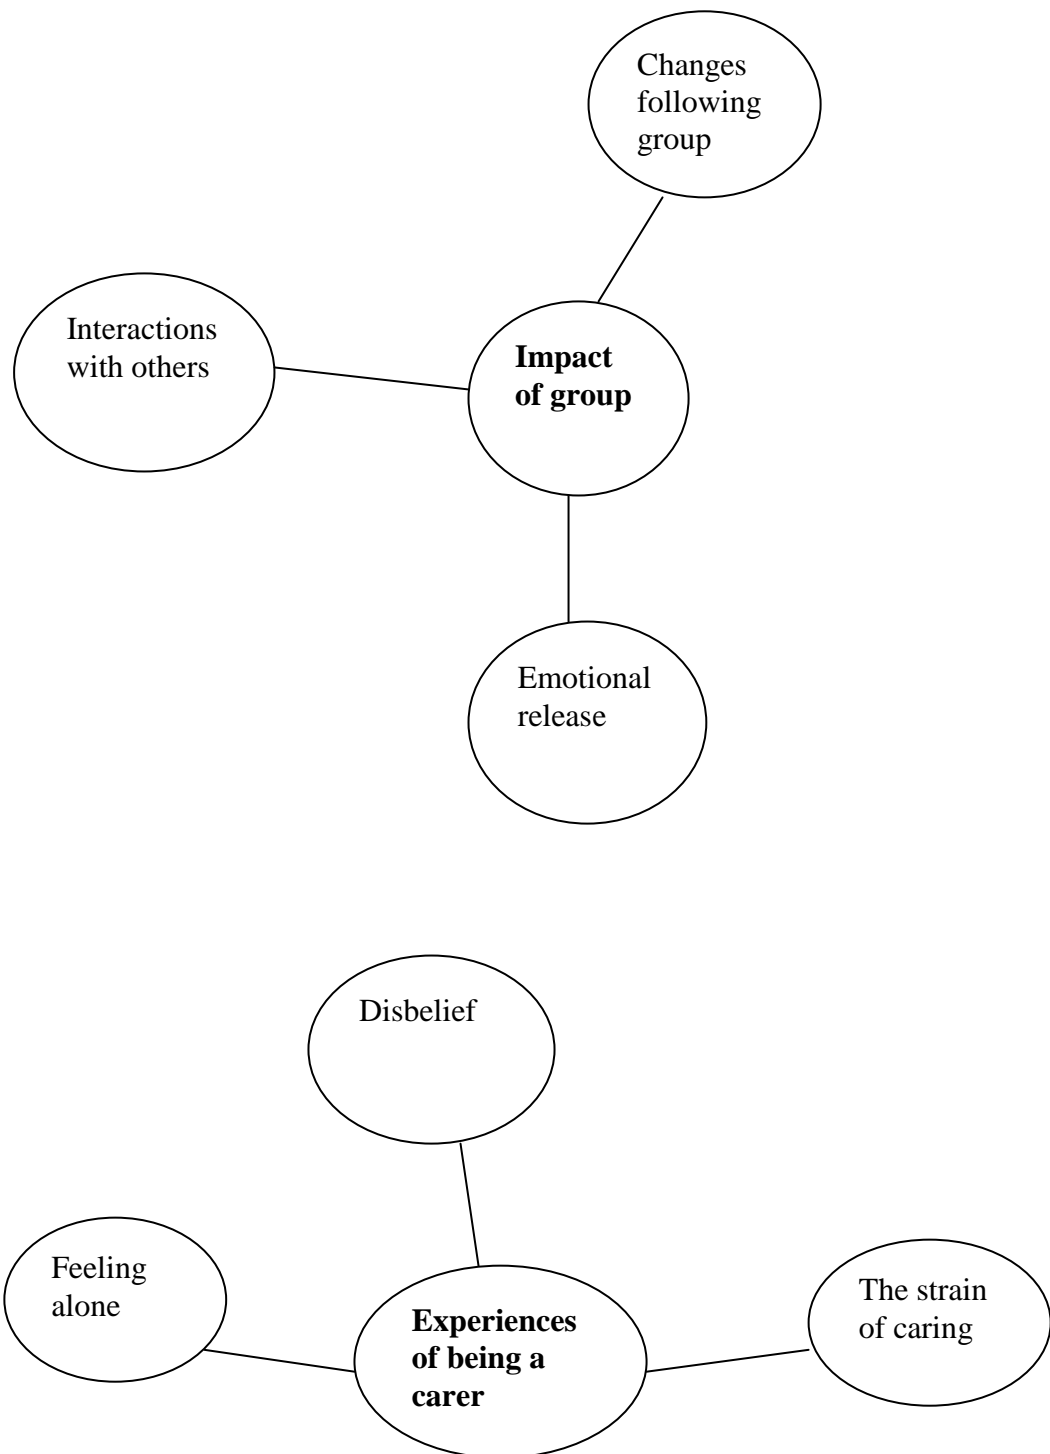 Changes
following
group
Interactions
with others
Impact
of group
Emotional
release
Disbelief
Feeling
alone
The strain
of caring
Experiences
of being a
carer